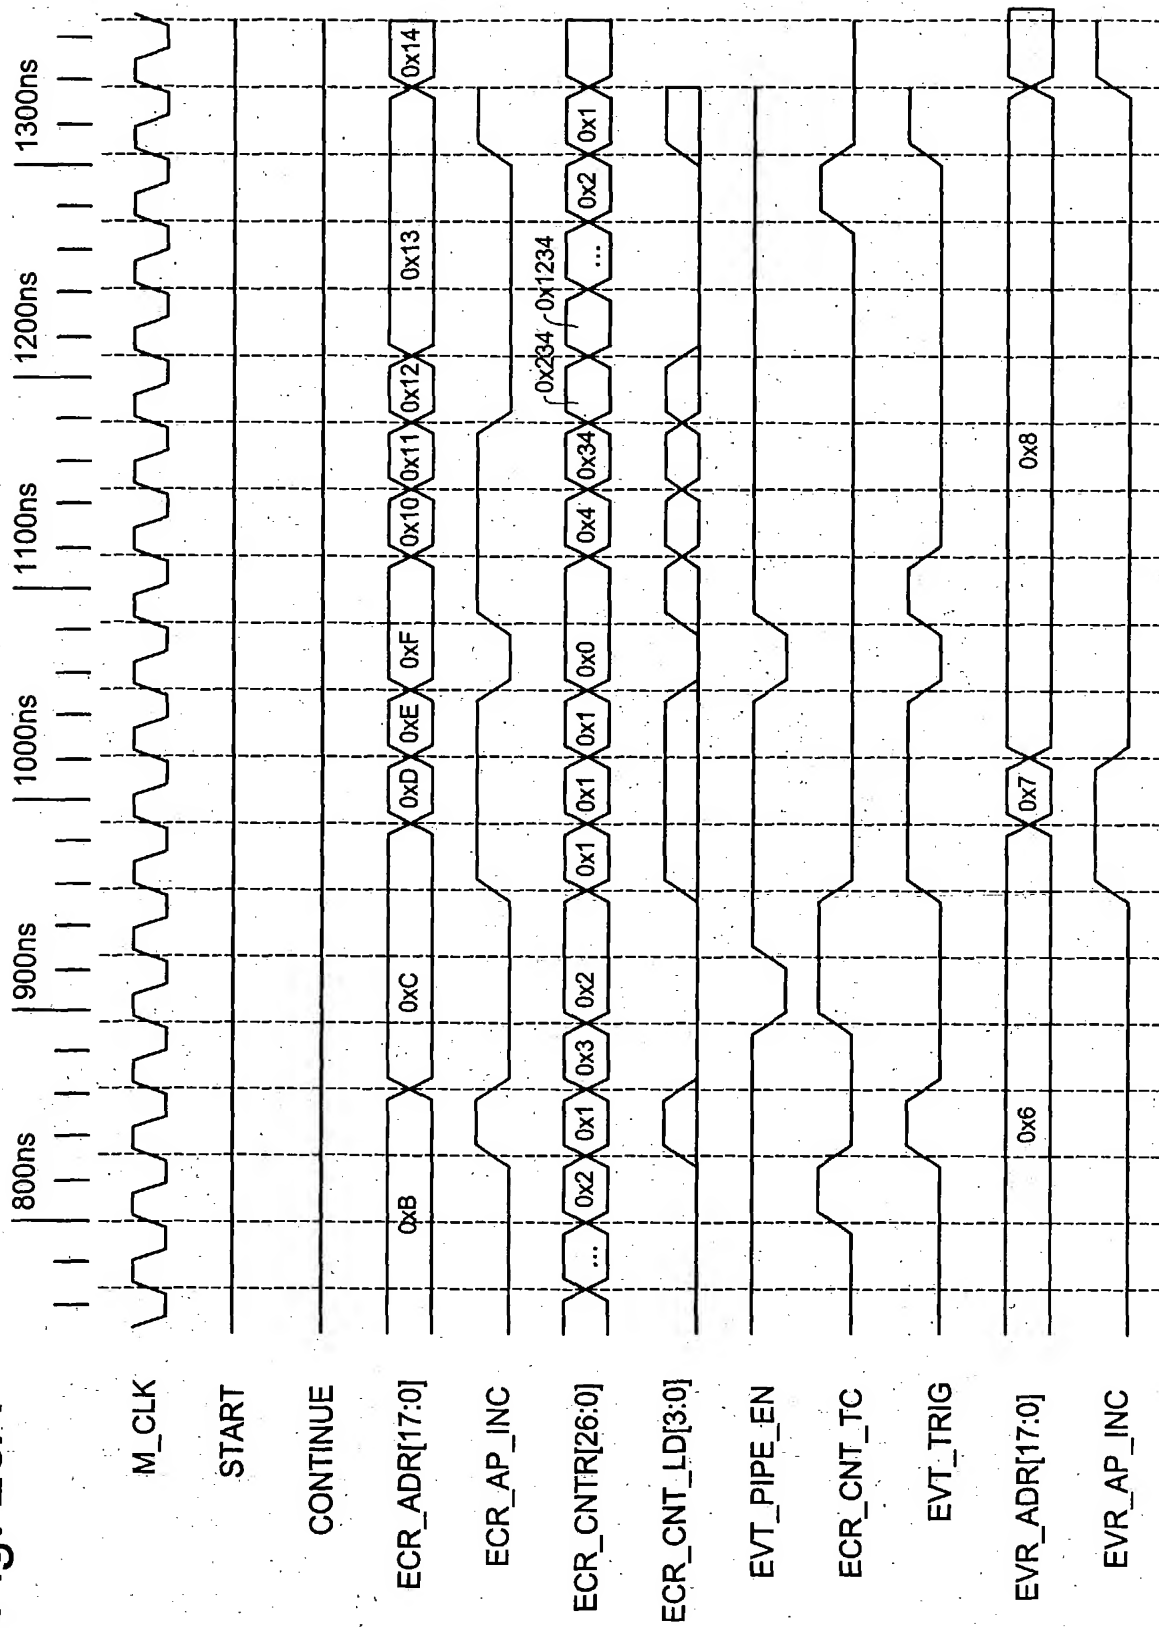 800ns 900ns 1000ns 1100ns 1200ns 1300ns
M_CLK
START
CONTINUE
ECR_ADR[17:0] 0xB 0xC 0xD 0xE 0xF 0x10 0x11 0x12 0x13 0x14
ECR_AP_INC
0x234 0x1234
ECR_CNTR[26:0] ... 0x2 0x1 0x3 0x2 0x1 0x1 0x1 0x0 0x4 0x34 ... 0x2 0x1
ECR_CNT_LD[3:0]
EVT_PIPE_EN
ECR_CNT_TC
EVT_TRIG
EVR_ADR[17:0] 0x6 0x7 0x8
EVR_AP_INC